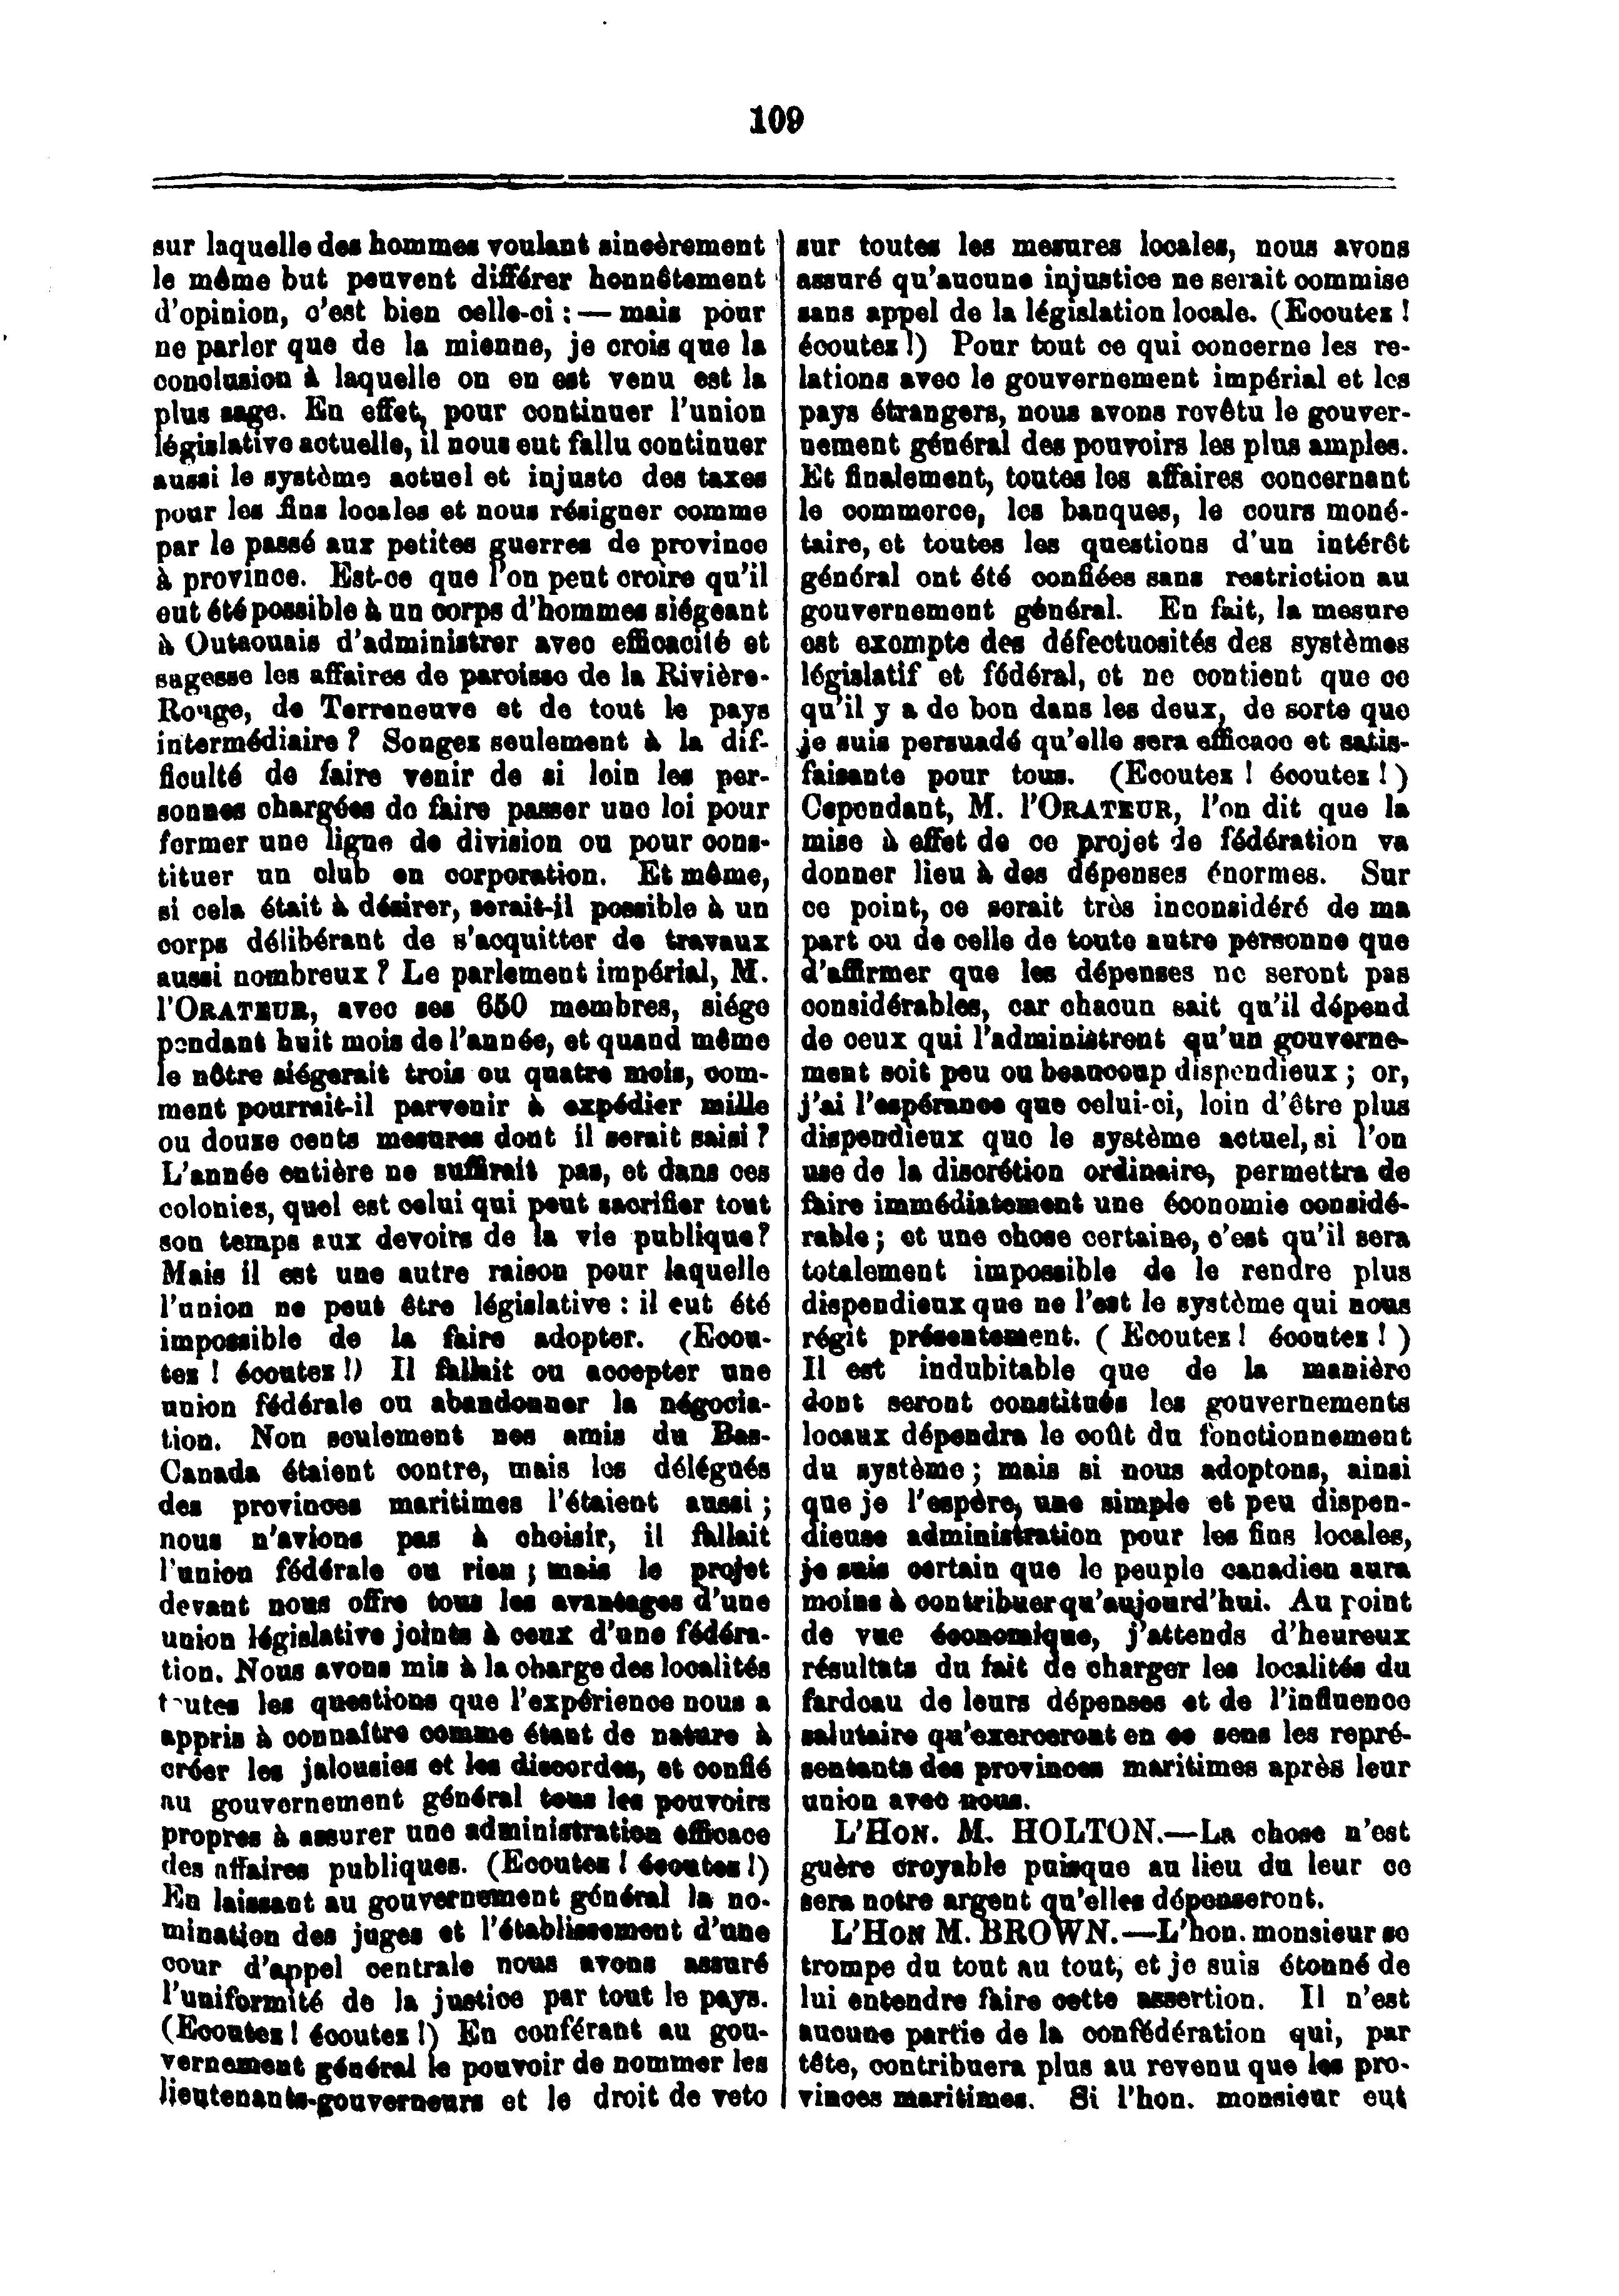 109
sur laquelle des hommes voulant sincèrement
le même but peuvent différer honnêtement
d'opinion, c'est bien celle-ci : — mais pour
ne parler que de la mienne, je crois que la
conclusion à laquelle on en est venu est la
plus sage. En effet, pour continuer l'union
législative actuelle, il nous eut fallu continuer
aussi le système actuel et injuste des taxes
pour les fins locales et nous résigner comme
par le passé aux petites guerres de province
à province. Est-ce que l'on peut croire qu'il
eut été possible à un corps d'hommes siégeant
à Outaouais d'administrer avec efficacité et
sagesse les affaires de paroisse de la Rivière-
Rouge, de Terreneuve et de tout le pays
intermédiaire ? Songez seulement à la dif-
ficulté de faire venir de si loin les per-
sonnes chargées de faire passer une loi pour
former une ligne de division ou pour cons-
tituer un club en corporation. Et même,
si cela était à désirer, serait-il possible à un
corps délibérant de s'acquitter de travaux
aussi nombreux ? Le parlement impérial, M.
l'ORATEUR, avec ses 650 membres, siége
pendant huit mois de l'année, et quand même
le nôtre siégerait trois ou quatre mois, com-
ment pourrait-il parvenir à expédier mille
ou douze cents mesures dont il serait saisi ?
L'année entière ne suffirait pas, et dans ces
colonies, quel est celui qui peut sacrifier tout
son temps aux devoirs de la vie publique ?
Mais il est une autre raison pour laquelle
l'union ne peut être législative : il eut été
impossible de la faire adopter. (Ecou-
tez ! écoutez !) Il fallait ou accepter une
union fédérale ou abandonner la négocia-
tion. Non seulement nos amis du Bas-
Canada étaient contre, mais les délégués
des provinces maritimes l'étaient aussi ;
nous n'avions pas à choisir, il fallait
l'union fédérale ou rien ; mais le projet
devant nous offre tous les avantages d'une
union législative joints à ceux d'une fédéra-
tion. Nous avons mis à la charge des localités
toutes les questions que l'expérience nous a
appris à connaître comme étant de nature à
créer les jalousies et les discordes, et confié
au gouvernement général tous les pouvoirs
propres à assurer une administration efficace
des affaires publiques. (Ecoutez ! écoutez !)
En laissant au gouvernement général la no-
mination des juges et l'établissement d'une
cour d'appel centrale nous avons assuré
l'uniformité de la justice par tout le pays.
(Ecoutez ! écoutez !) En conférant au gou-
vernement général le pouvoir de nommer les
lieutenants-gouverneurs et le droit de veto
sur toutes les mesures locales, nous avons
assuré qu'aucune injustice ne serait commise
sans appel de la législation locale. (Ecoutez !
écoutez !) Pour tout ce qui concerne les re-
lations avec le gouvernement impérial et les
pays étrangers, nous avons revêtu le gouver-
nement général des pouvoirs les plus amples.
Et finalement, toutes les affaires concernant
le commerce, les banques, le cours moné-
taire, et toutes les questions d'un intérêt
général ont été confiées sans restriction au
gouvernement général. En fait, la mesure
est exempte des défectuosités des systèmes
législatif et fédéral, et ne contient que ce
qu'il y a de bon dans les deux, de sorte que
je suis persuadé qu'elle sera efficace et satis-
faisante pour tous. (Ecoutez ! écoutez !)
Cependant, M. l'ORATEUR, l'on dit que la
mise à effet de ce projet de fédération va
donner lieu à des dépenses énormes. Sur
ce point, ce serait très inconsidéré de ma
part ou de celle de toute autre personne que
d'affirmer que les dépenses ne seront pas
considérables, car chacun sait qu'il dépend
de ceux qui l'administrent qu'un gouverne-
ment soit peu ou beaucoup dispendieux ; or,
j'ai l'espérance que celui-ci, loin d'être plus
dispendieux que le système actuel, si l'on
use de la discrétion ordinaire, permettra de
faire immédiatement une économie considé-
rable ; et une chose certaine, c'est qu'il sera
totalement impossible de le rendre plus
dispendieux que ne l'est le système qui nous
régit présentement. ( Ecoutez ! écoutez ! )
Il est indubitable que de la manière
dont seront constitués les gouvernements
locaux dépendra le coût du fonctionnement
du système ; mais si nous adoptons, ainsi
que je l'espère, une simple et peu dispen-
dieuse administration pour les fins locales,
je suis certain que le peuple canadien aura
moins à contribuer qu'aujourd'hui. Au point
de vue économique, j'attends d'heureux
résultats du fait de charger les localités du
fardeau de leurs dépenses et de l'influence
salutaire qu'exerceront en ce sens les repré-
sentants des provinces maritimes après leur
union avec nous.
L'HON. M. HOLTON.—La chose n'est
guère croyable puisque au lieu du leur ce
sera notre argent qu'elles dépenseront.
L'HON M. BROWN.—L'hon. monsieur se
trompe du tout au tout, et je suis étonné de
lui entendre faire cette assertion. Il n'est
aucune partie de la confédération qui, par
tête, contribuera plus au revenu que les pro-
vinces maritimes. Si l'hon. monsieur eut